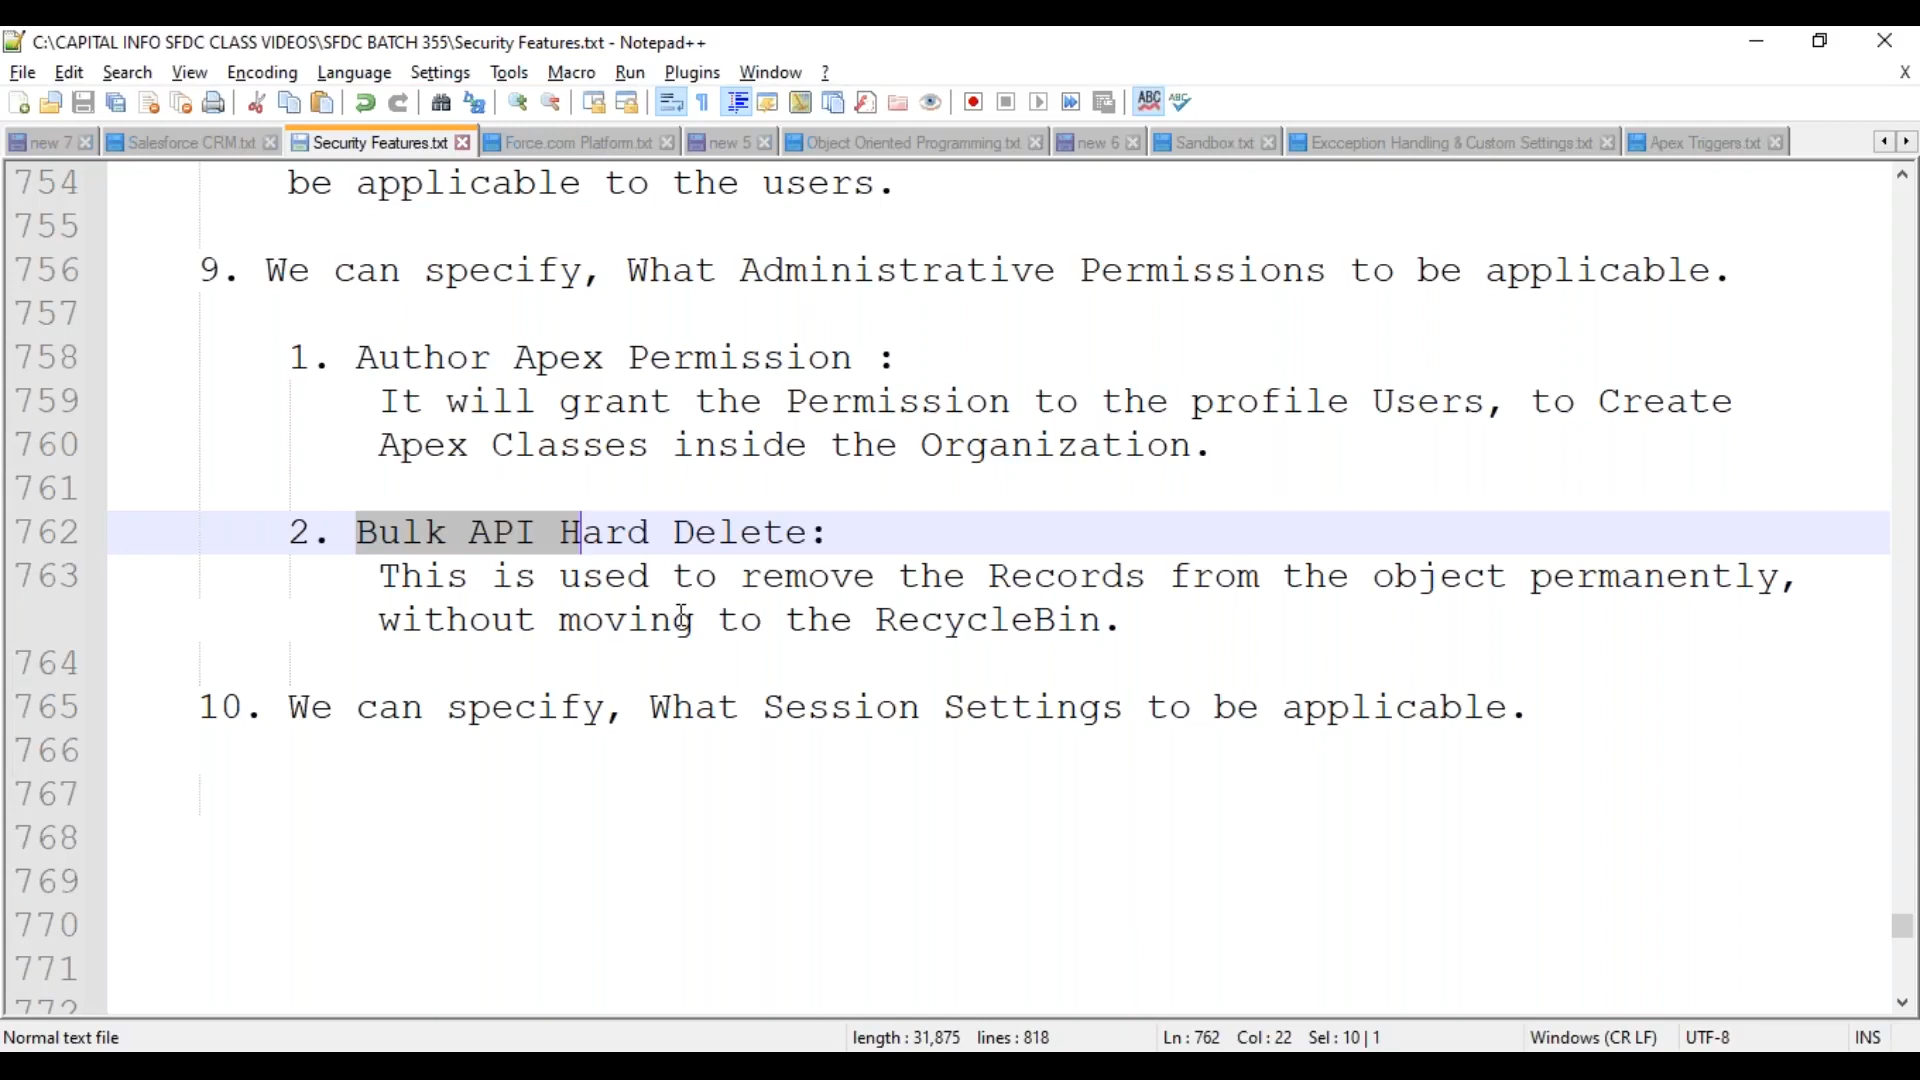 C:\CAPITAL INFO SFDC CLASS VIDEOS\SFDC BATCH 355\Security Features.txt - Notepad++
File Edit Search View Encoding Language Settings Tools Macro Run Plugins Window ? X
new 7 Salesforce CRM.txt Security Features.txt Force.com Platform.txt new 5 Object Oriented Programming.txt new 6 Sandbox.txt Excception Handling & Custom Settings.txt Apex Triggers.txt
754 be applicable to the users.
755
756 9. We can specify, What Administrative Permissions to be applicable.
757
758 1. Author Apex Permission :
759 It will grant the Permission to the profile Users, to Create
760 Apex Classes inside the Organization.
761
762 2. Bulk API Hard Delete:
763 This is used to remove the Records from the object permanently,
without moving to the RecycleBin.
764
765 10. We can specify, What Session Settings to be applicable.
766
767
768
769
770
771
772
Normal text file length : 31,875 lines : 818 Ln : 762 Col : 22 Sel : 10 | 1 Windows (CR LF) UTF-8 INS